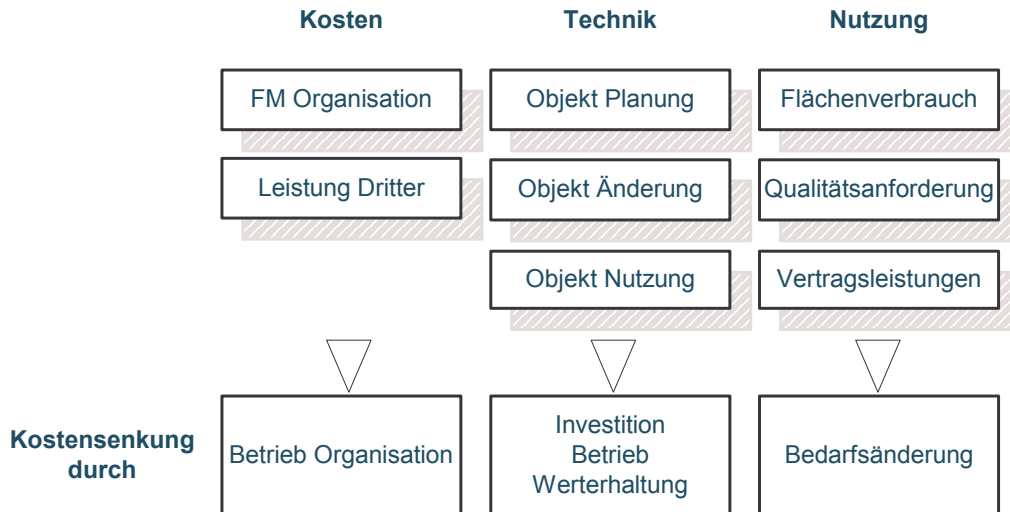 Kosten
Technik
Nutzung
FM Organisation
Objekt Planung
Flächenverbrauch
Leistung Dritter
Objekt Änderung
Qualitätsanforderung
Objekt Nutzung
Vertragsleistungen
Kostensenkung
durch
Betrieb Organisation
Investition
Betrieb
Werterhaltung
Bedarfsänderung